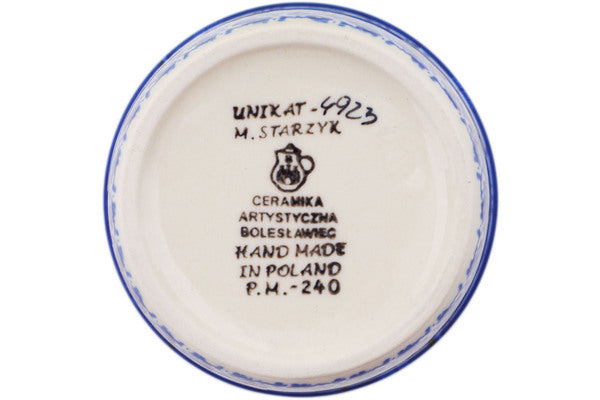 UNIKAT-4923
M. STARZYK
CERAMIKA
ARTYSTYCZNA
BOLESŁAWIEC
HAND MADE
IN POLAND
P.M.-240